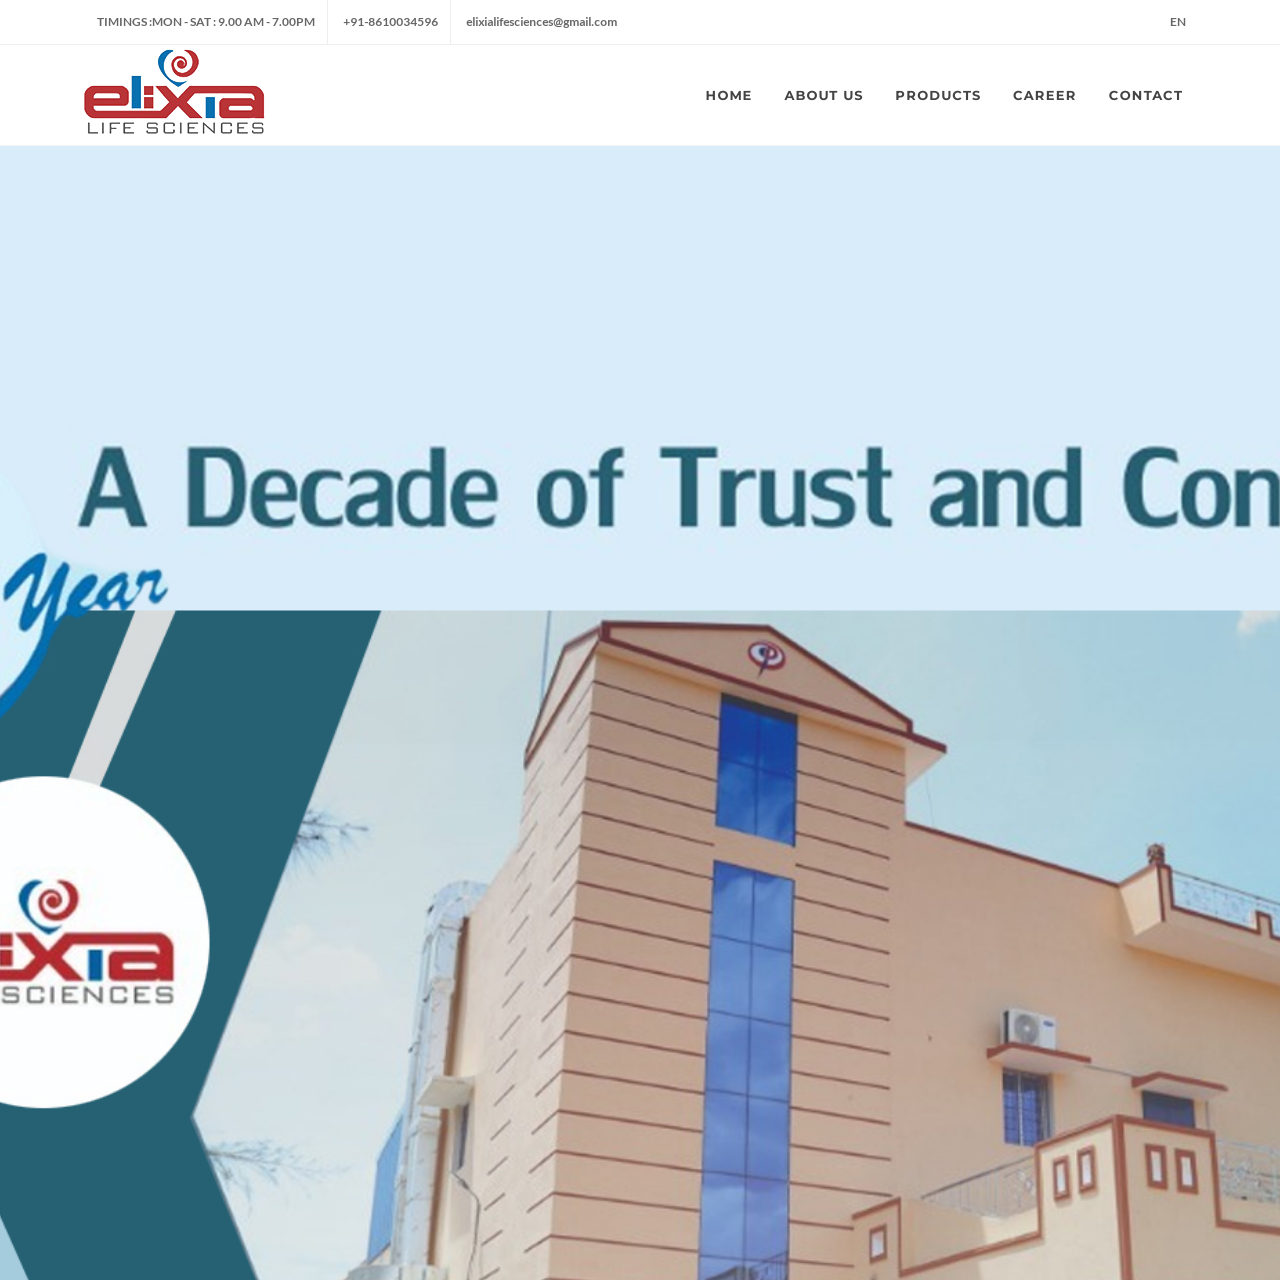 TIMINGS :MON - SAT : 9.00 AM - 7.00PM
+91-8610034596
elixialifesciences@gmail.com
EN
elixia
LIFE SCIENCES
HOME
ABOUT US
PRODUCTS
CAREER
CONTACT
A Decade of Trust and Con
Year
lixia
SCIENCES